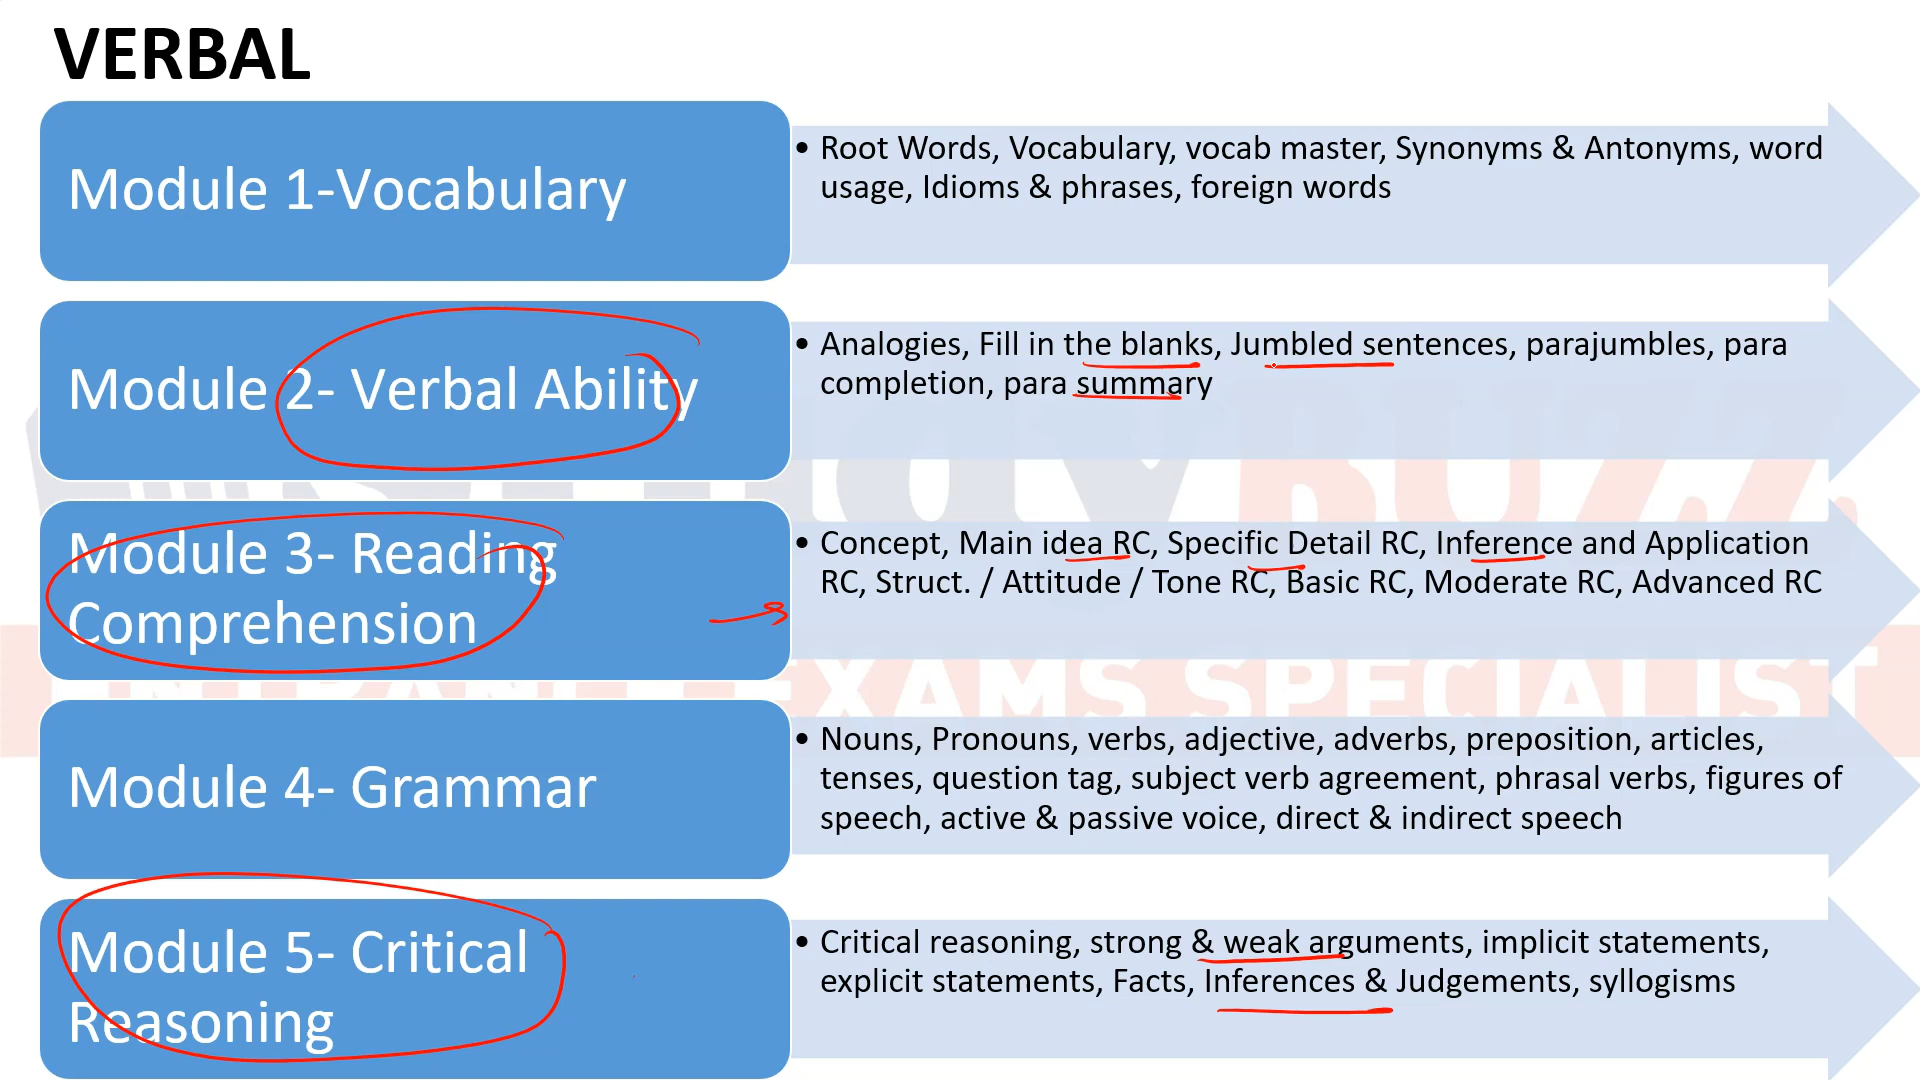 VERBAL
Module 1-Vocabulary
• Root Words, Vocabulary, vocab master, Synonyms & Antonyms, word
usage, Idioms & phrases, foreign words
Module 2- Verbal Ability
• Analogies, Fill in the blanks, Jumbled sentences, parajumbles, para
completion, para summary
Module 3- Reading
Comprehension
• Concept, Main idea RC, Specific Detail RC, Inference and Application
RC, Struct. / Attitude / Tone RC, Basic RC, Moderate RC, Advanced RC
Module 4- Grammar
• Nouns, Pronouns, verbs, adjective, adverbs, preposition, articles,
tenses, question tag, subject verb agreement, phrasal verbs, figures of
speech, active & passive voice, direct & indirect speech
Module 5- Critical
Reasoning
• Critical reasoning, strong & weak arguments, implicit statements,
explicit statements, Facts, Inferences & Judgements, syllogisms
EXAMS SPECIALIST